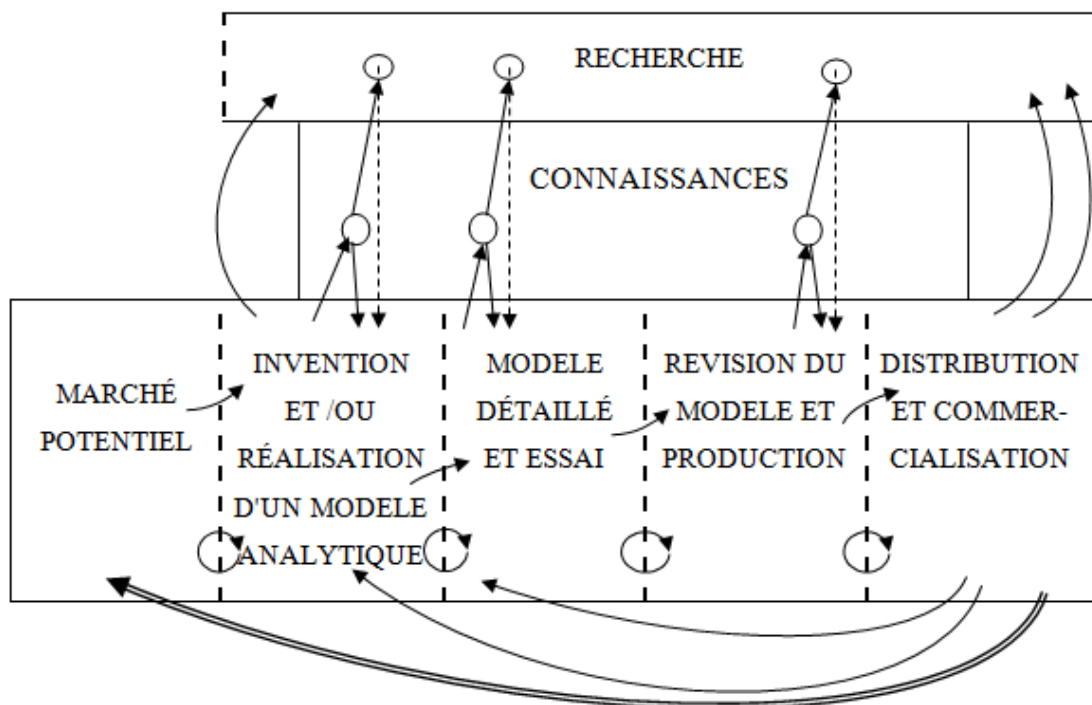 RECHERCHE
CONNAISSANCES
MARCHÉ
POTENTIEL
INVENTION
ET /OU
RÉALISATION
D'UN MODELE
ANALYTIQUE
MODELE
DÉTAILLÉ
ET ESSAI
REVISION DU
MODELE ET
PRODUCTION
DISTRIBUTION
ET COMMER-
CIALISATION